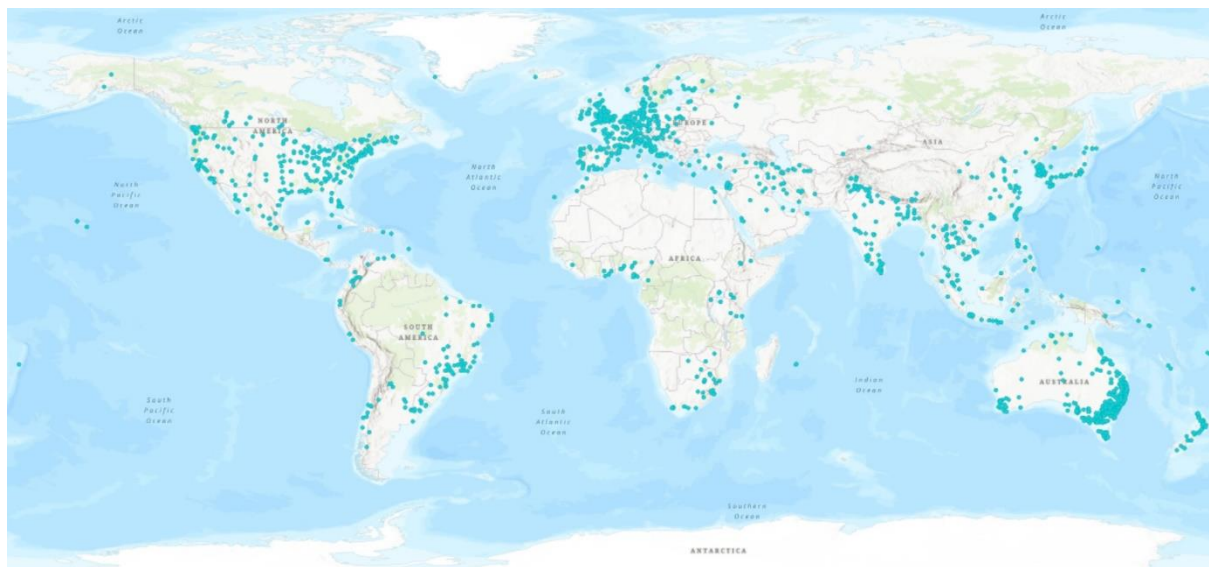 Arctic
Ocean
Arctic
Ocean
NORTH
AMERICA
EUROPE
ASIA
North
Atlantic
Ocean
North
Pacific
Ocean
North
Pacific
Ocean
AFRICA
SOUTH
AMERICA
Indian
Ocean
AUSTRALIA
South
Pacific
Ocean
South
Atlantic
Ocean
Southern
Ocean
ANTARCTICA